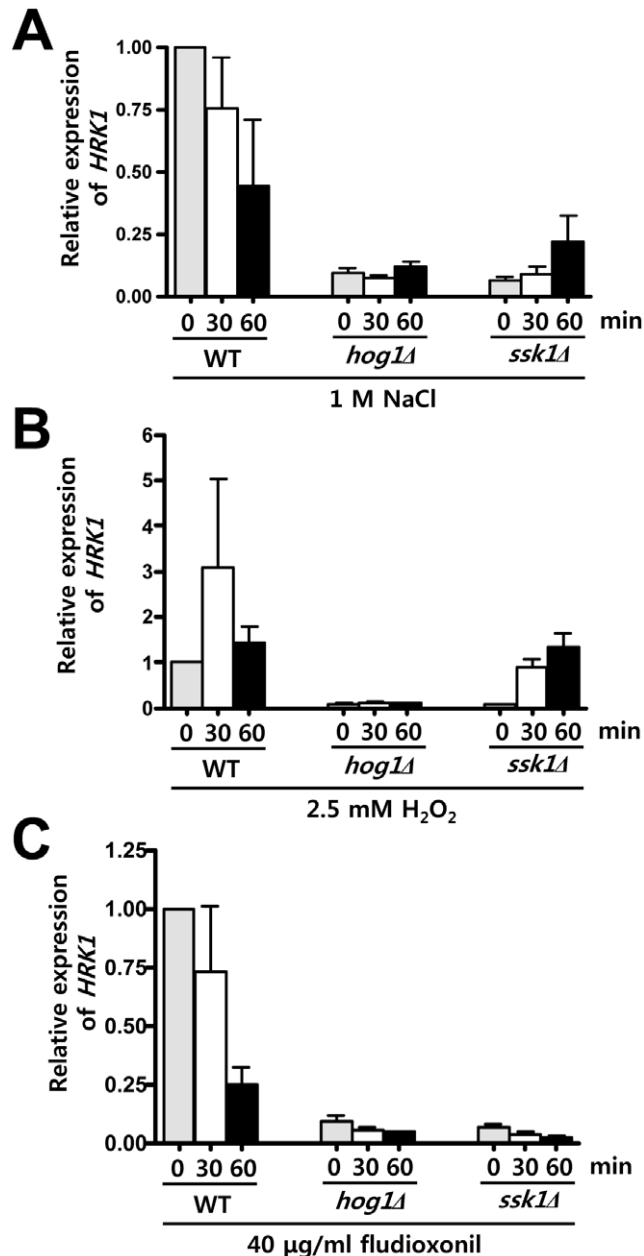 A
Relative expression
of HRK1
1.00
0.75
0.50
0.25
0.00
0 30 60 0 30 60 0 30 60 min
WT hog1Δ ssk1Δ
1 M NaCl
B
Relative expression
of HRK1
6
5
4
3
2
1
0
0 30 60 0 30 60 0 30 60 min
WT hog1Δ ssk1Δ
2.5 mM H₂O₂
C
Relative expression
of HRK1
1.25
1.00
0.75
0.50
0.25
0.00
0 30 60 0 30 60 0 30 60 min
WT hog1Δ ssk1Δ
40 µg/ml fludioxonil